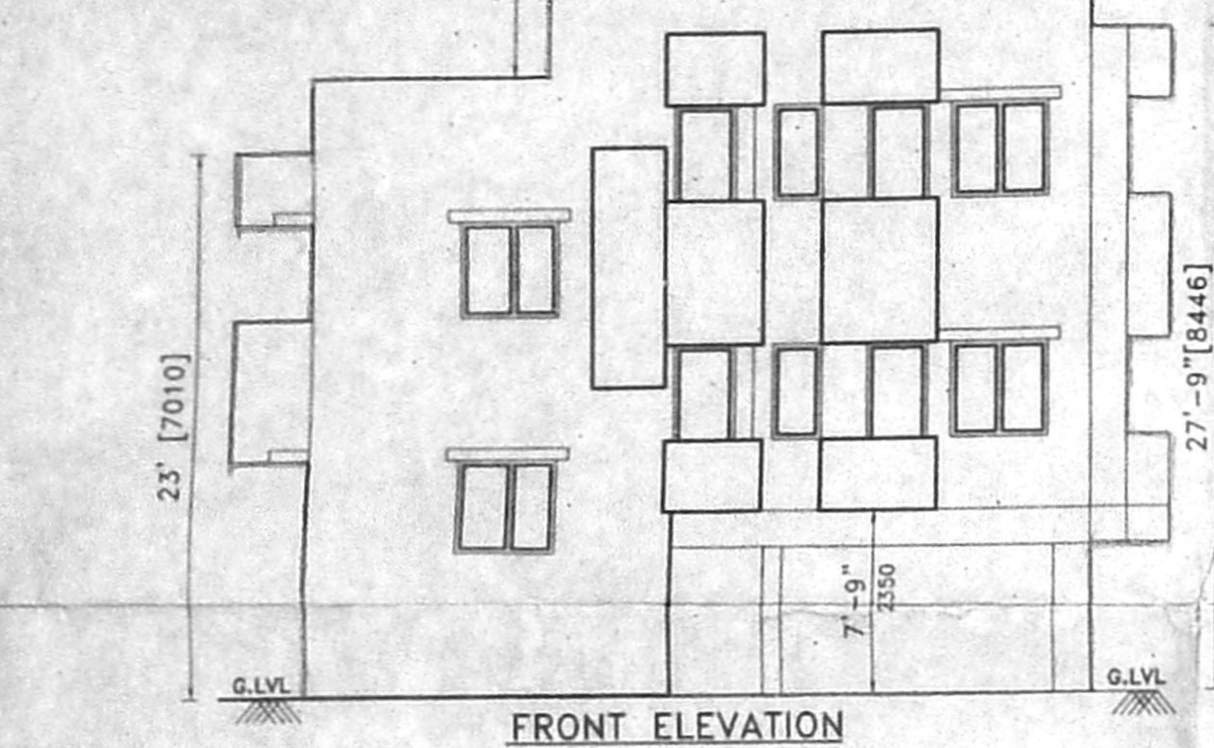 27'-9"[8446]
23' [7010]
7'-9"
2350
G.LVL
G.LVL
FRONT ELEVATION